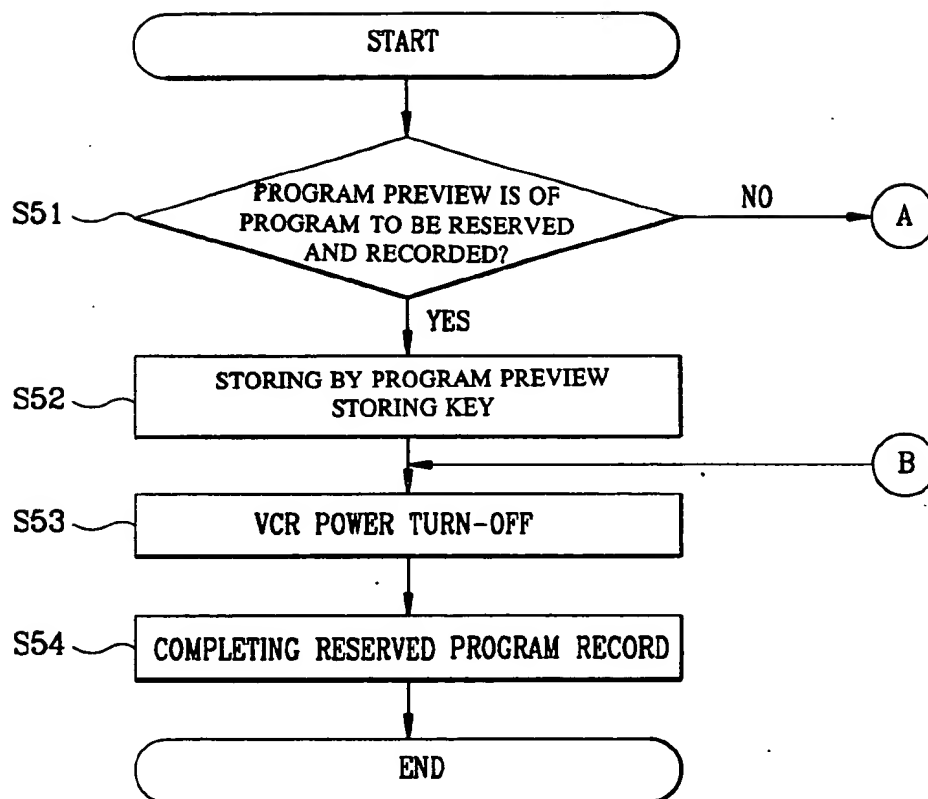 START
S51
PROGRAM PREVIEW IS OF
PROGRAM TO BE RESERVED
AND RECORDED?
NO
A
YES
S52
STORING BY PROGRAM PREVIEW
STORING KEY
B
S53
VCR POWER TURN-OFF
S54
COMPLETING RESERVED PROGRAM RECORD
END